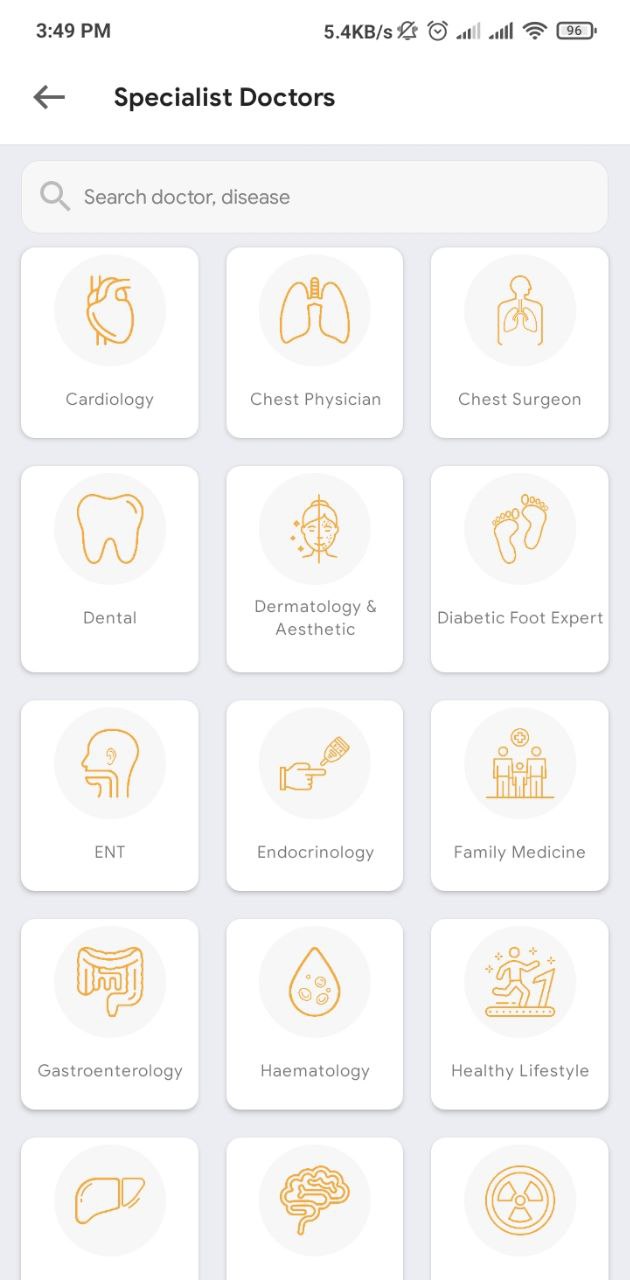 3:49 PM
5.4KB/s
96
Specialist Doctors
Search doctor, disease
Cardiology
Chest Physician
Chest Surgeon
Dental
Dermatology &
Aesthetic
Diabetic Foot Expert
ENT
Endocrinology
Family Medicine
Gastroenterology
Haematology
Healthy Lifestyle